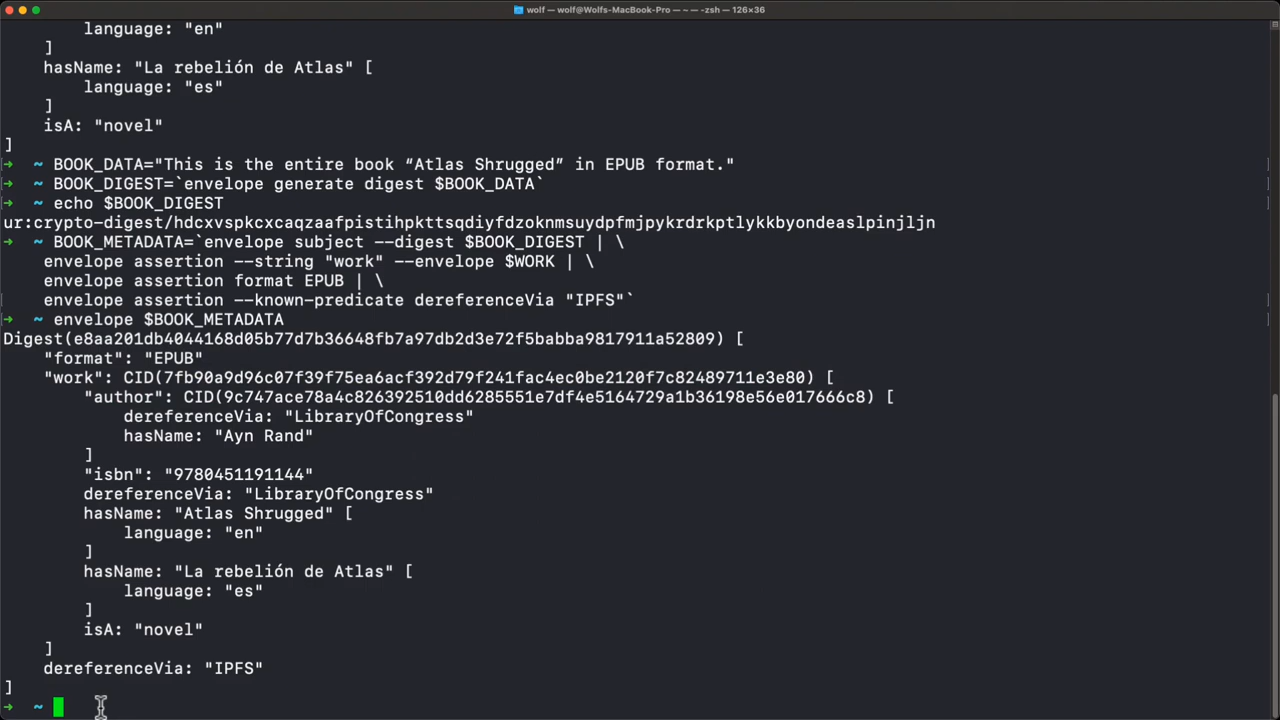 wolf — wolf@Wolfs-MacBook-Pro — ~ — -zsh — 126×36
language: "en"
]
hasName: "La rebelión de Atlas" [
language: "es"
]
isA: "novel"
]
➜ ~ BOOK_DATA="This is the entire book “Atlas Shrugged” in EPUB format."
➜ ~ BOOK_DIGEST=`envelope generate digest $BOOK_DATA`
➜ ~ echo $BOOK_DIGEST
ur:crypto-digest/hdcxvspkcxcaqzaafpistihpkttsqdiyfdzoknmsuydpfmjpykrdrkptlykkbyondeaslpinjljn
➜ ~ BOOK_METADATA=`envelope subject --digest $BOOK_DIGEST | \
envelope assertion --string "work" --envelope $WORK | \
envelope assertion format EPUB | \
envelope assertion --known-predicate dereferenceVia "IPFS"`
➜ ~ envelope $BOOK_METADATA
Digest(e8aa201db4044168d05b77d7b36648fb7a97db2d3e72f5babba9817911a52809) [
"format": "EPUB"
"work": CID(7fb90a9d96c07f39f75ea6acf392d79f241fac4ec0be2120f7c82489711e3e80) [
"author": CID(9c747ace78a4c826392510dd6285551e7df4e5164729a1b36198e56e017666c8) [
dereferenceVia: "LibraryOfCongress"
hasName: "Ayn Rand"
]
"isbn": "9780451191144"
dereferenceVia: "LibraryOfCongress"
hasName: "Atlas Shrugged" [
language: "en"
]
hasName: "La rebelión de Atlas" [
language: "es"
]
isA: "novel"
]
dereferenceVia: "IPFS"
]
➜ ~